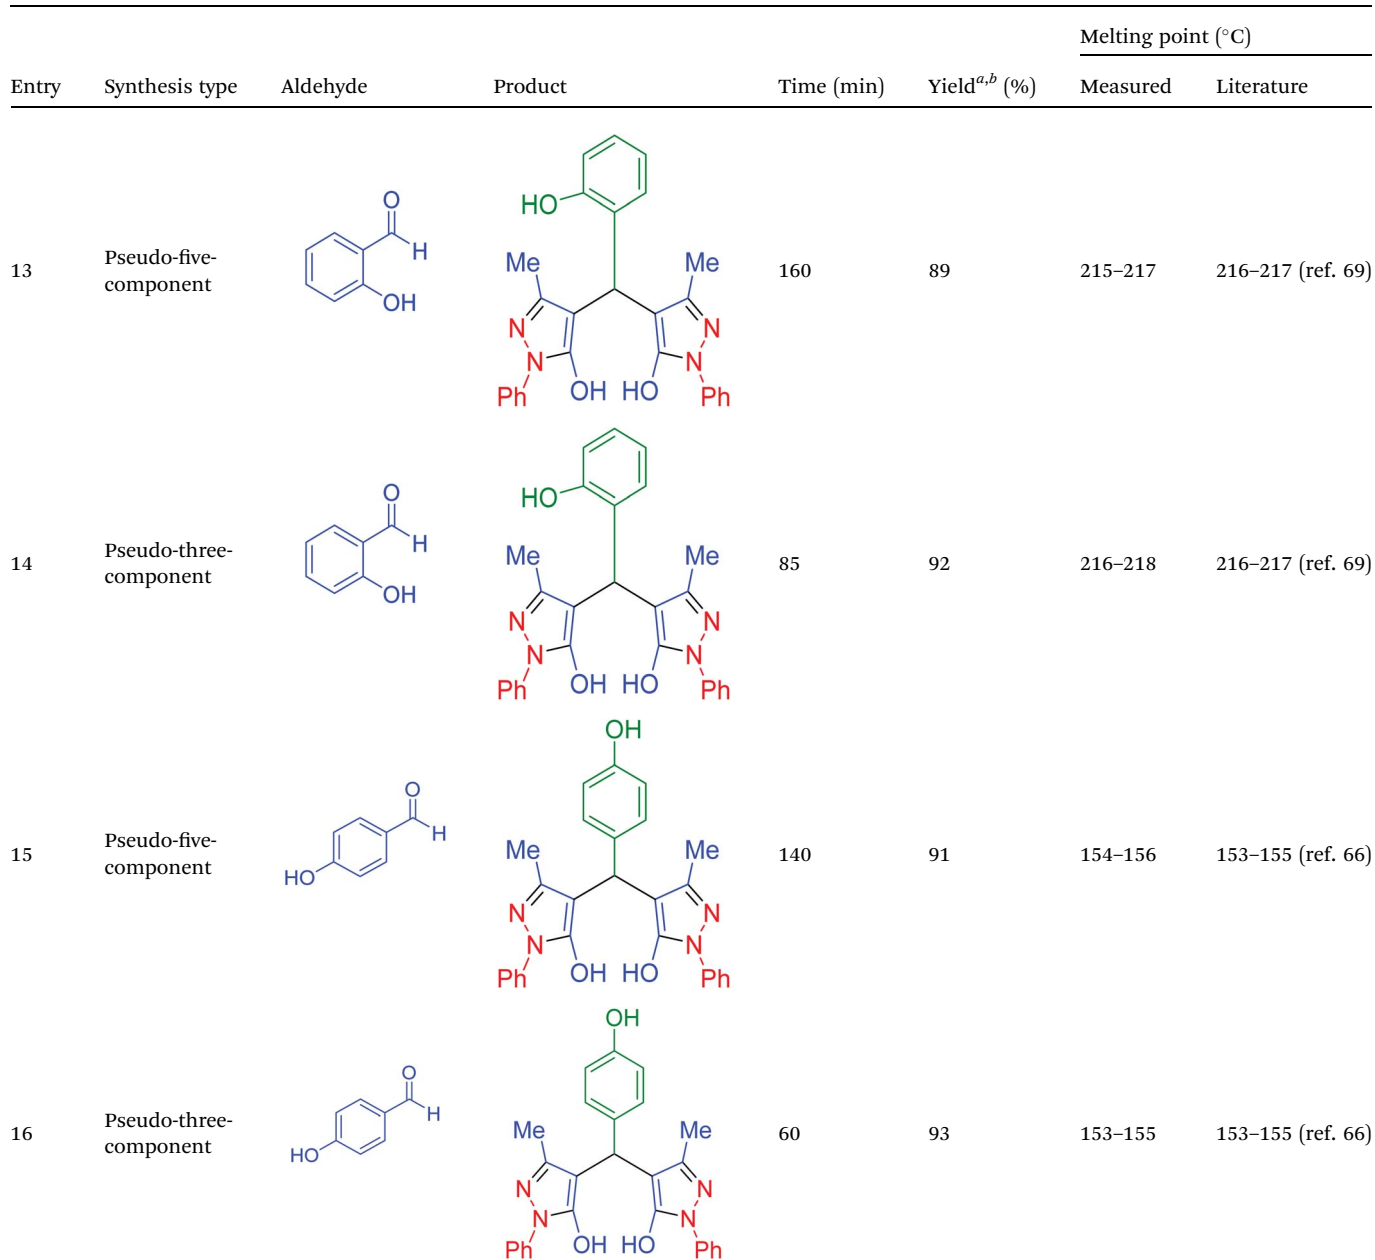 Melting point (°C)
Entry Synthesis type Aldehyde Product Time (min) Yield^a,b (%) Measured Literature
O
H
OH
HO
Me Me
N N
N N
Ph OH HO Ph
13 Pseudo-five- 160 89 215–217 216–217 (ref. 69)
component
O
H
OH
HO
Me Me
N N
N N
Ph OH HO Ph
14 Pseudo-three- 85 92 216–218 216–217 (ref. 69)
component
O
H
HO
OH
Me Me
N N
N N
Ph OH HO Ph
15 Pseudo-five- 140 91 154–156 153–155 (ref. 66)
component
O
H
HO
OH
Me Me
N N
N N
Ph OH HO Ph
16 Pseudo-three- 60 93 153–155 153–155 (ref. 66)
component